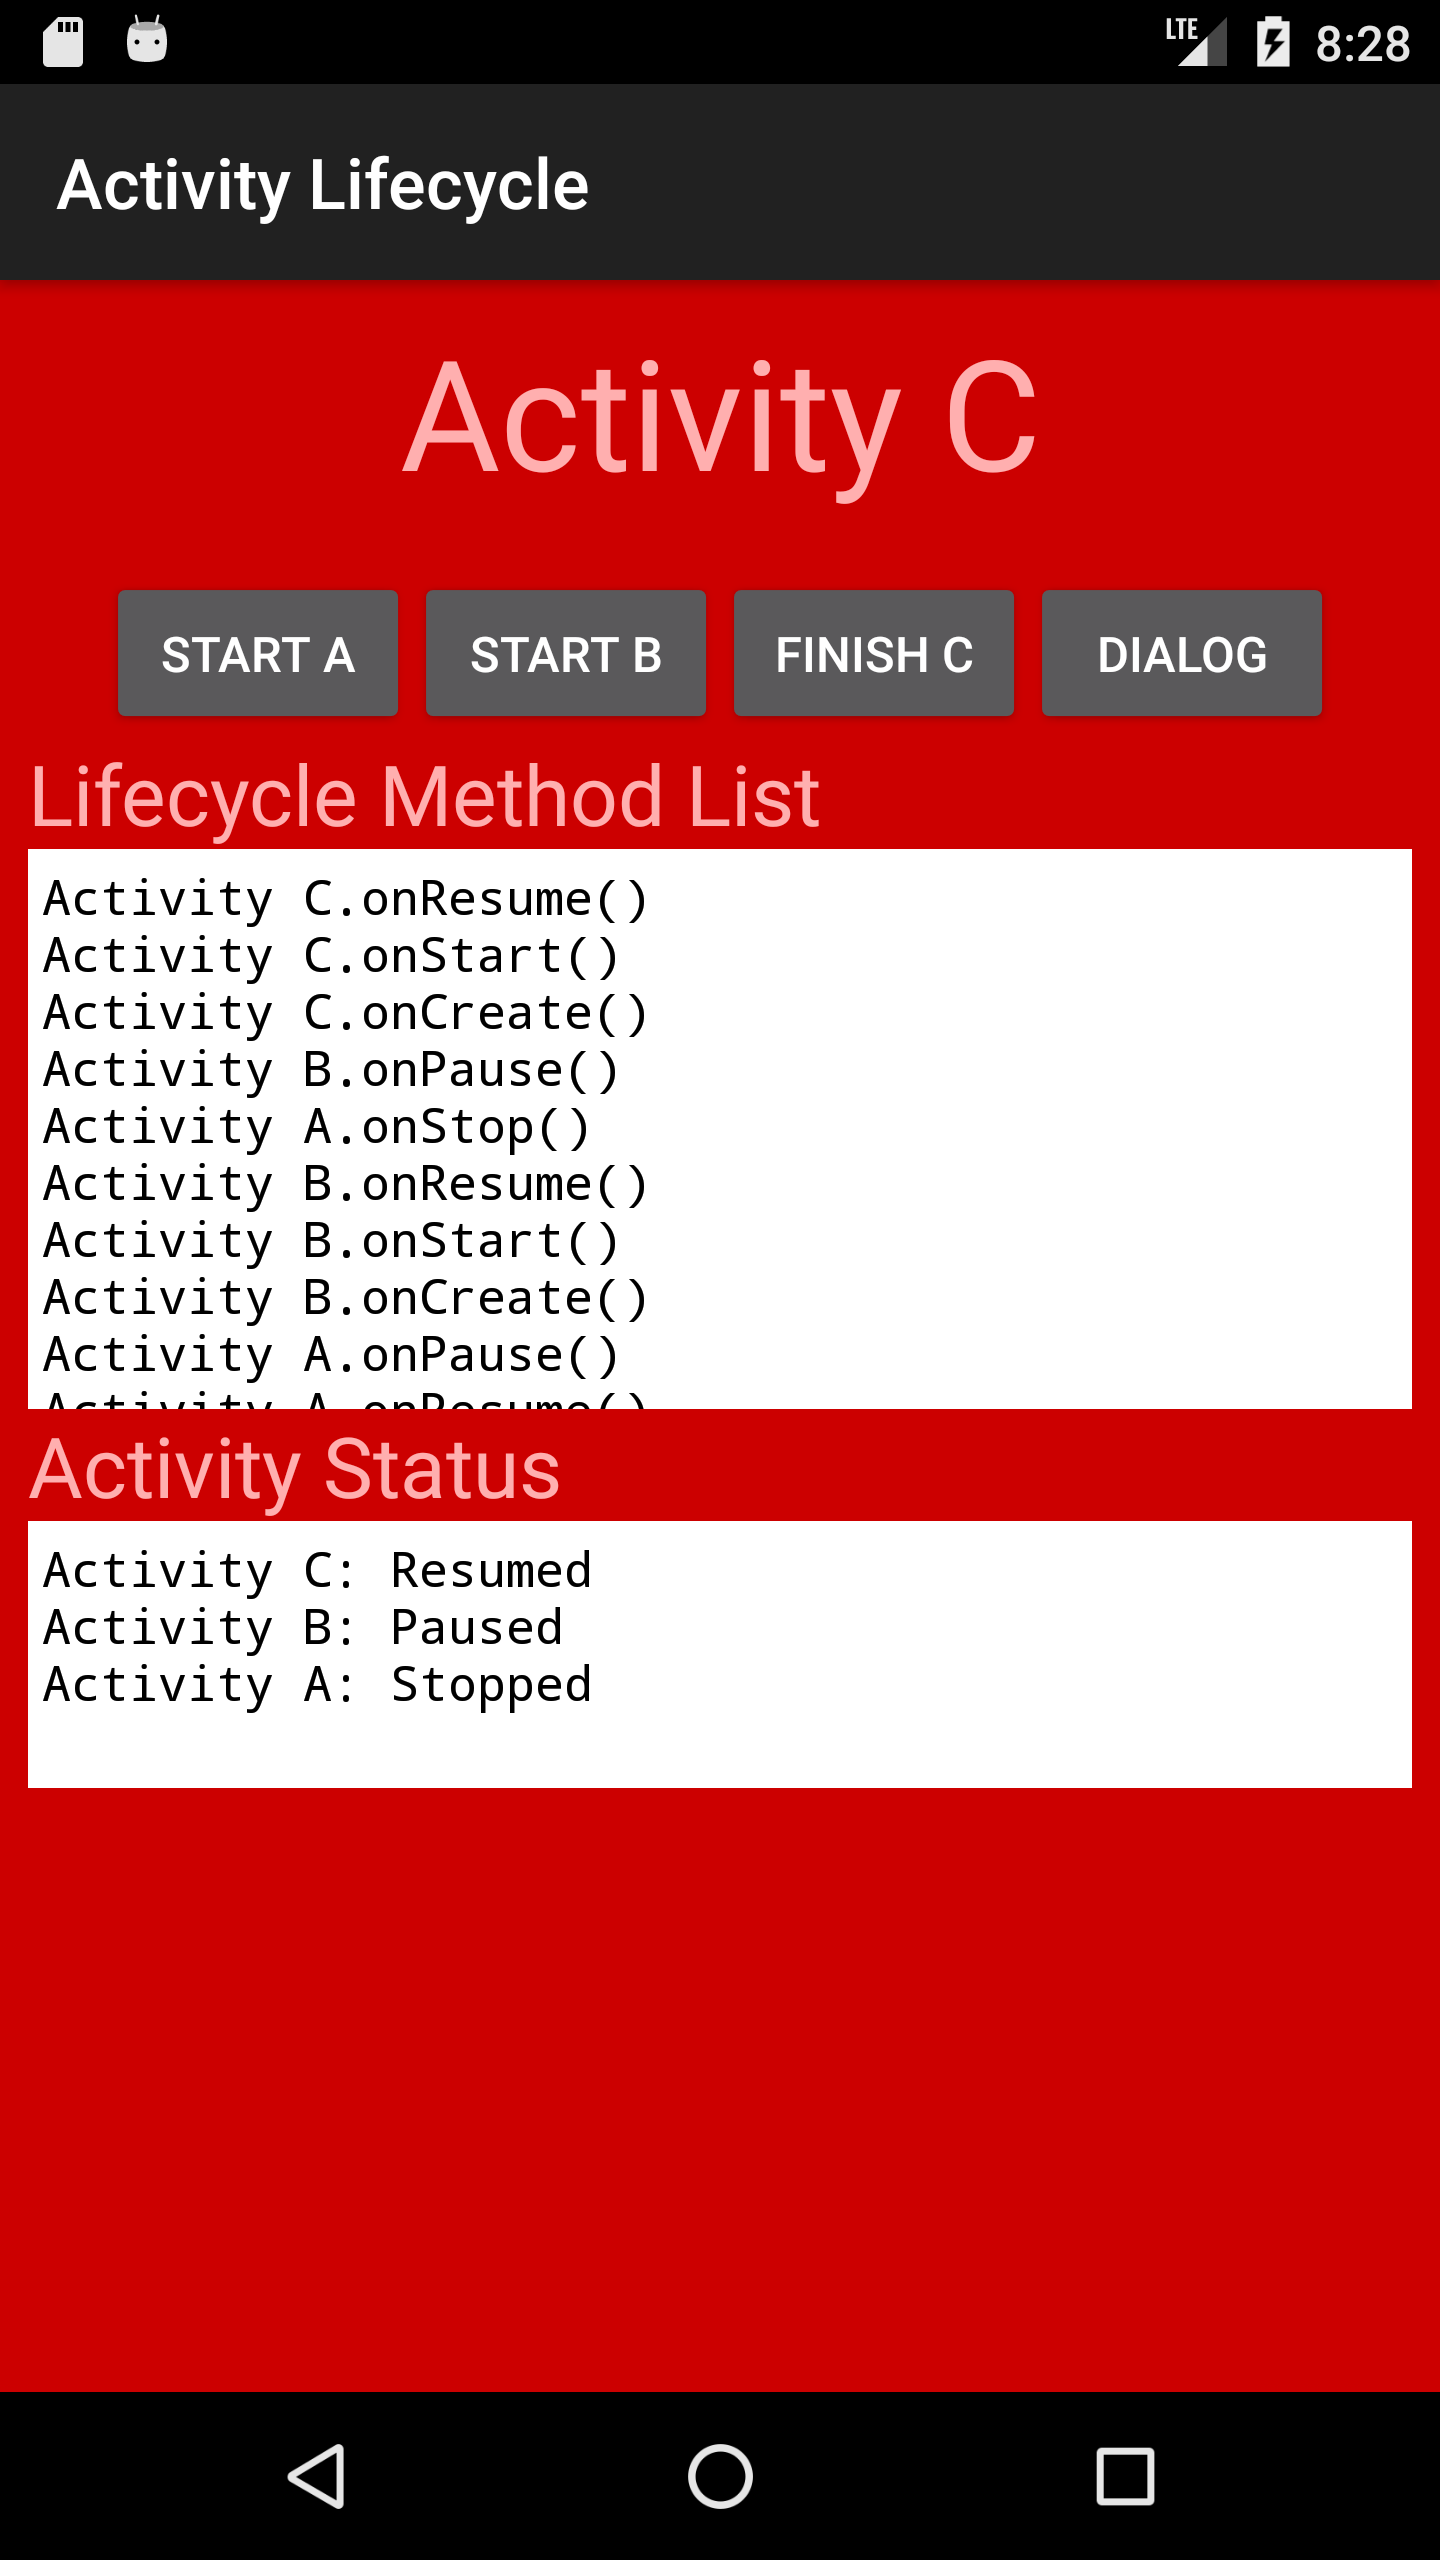 LTE 8:28
Activity Lifecycle
Activity C
START A START B FINISH C DIALOG
Lifecycle Method List
Activity C.onResume()
Activity C.onStart()
Activity C.onCreate()
Activity B.onPause()
Activity A.onStop()
Activity B.onResume()
Activity B.onStart()
Activity B.onCreate()
Activity A.onPause()
Activity A.onResume()
Activity Status
Activity C: Resumed
Activity B: Paused
Activity A: Stopped